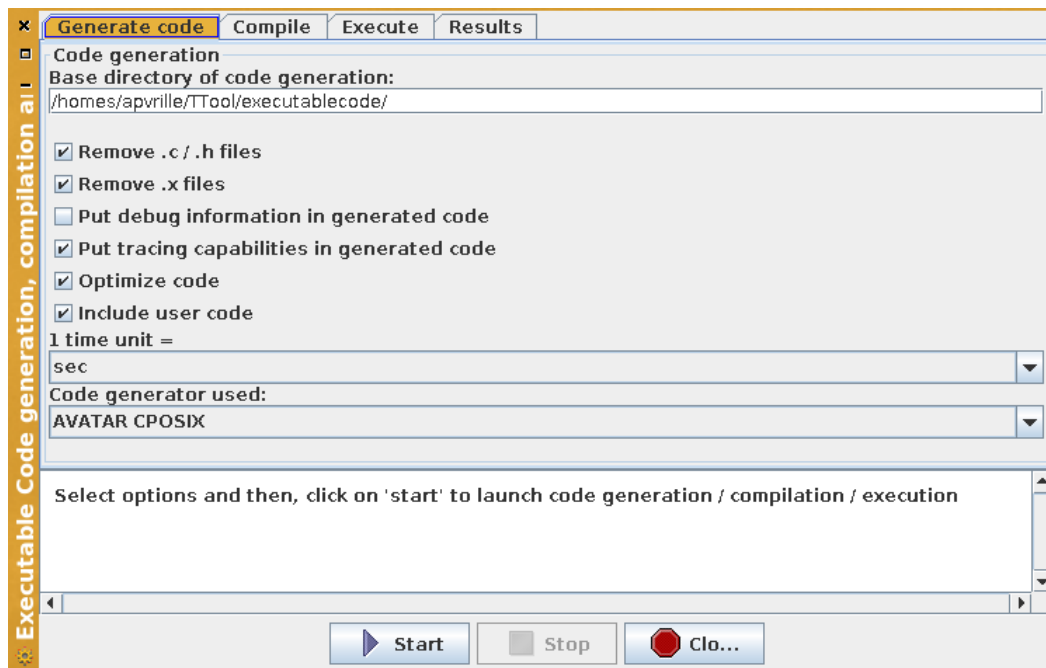 Generate code Compile Execute Results
Code generation
Base directory of code generation:
/homes/apvrille/TTool/executablecode/
Remove .c / .h files
Remove .x files
Put debug information in generated code
Put tracing capabilities in generated code
Optimize code
Include user code
1 time unit =
sec
Code generator used:
AVATAR CPOSIX
Select options and then, click on 'start' to launch code generation / compilation / execution
Start Stop Clo...
Executable Code generation, compilation